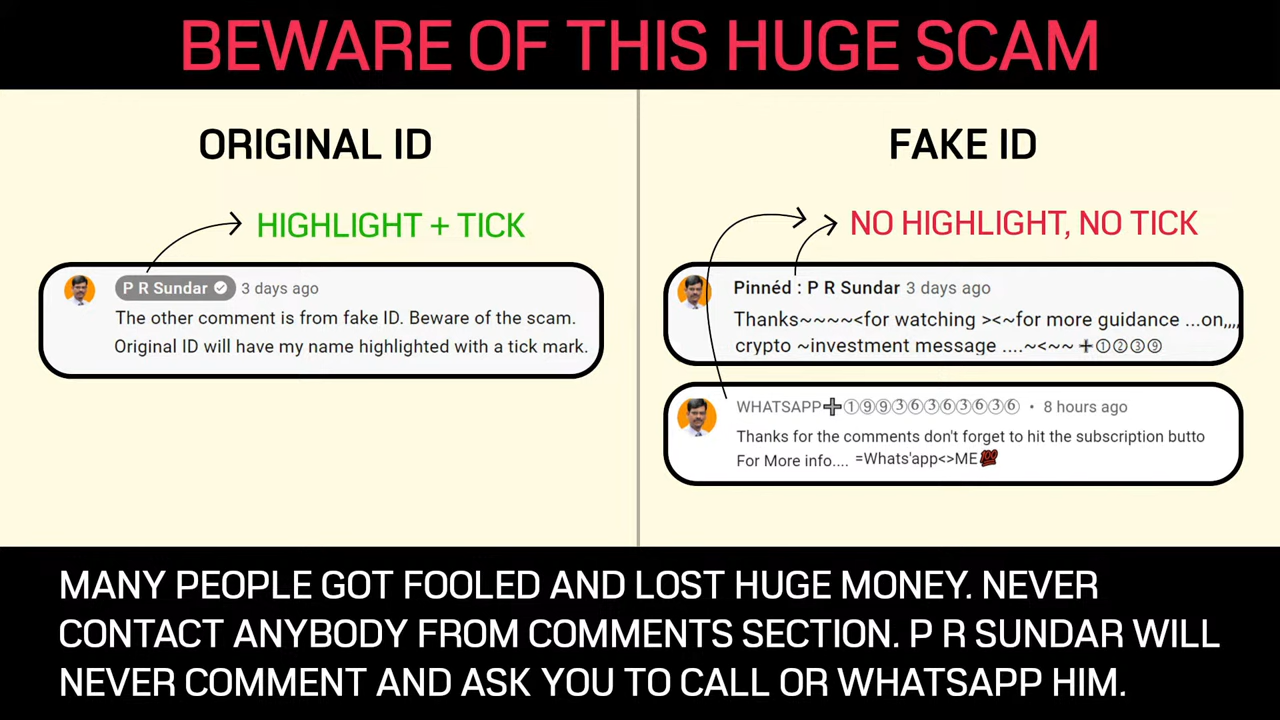 BEWARE OF THIS HUGE SCAM
ORIGINAL ID
HIGHLIGHT + TICK
P R Sundar 3 days ago
The other comment is from fake ID. Beware of the scam.
Original ID will have my name highlighted with a tick mark.
FAKE ID
NO HIGHLIGHT, NO TICK
Pinnéd : P R Sundar 3 days ago
Thanks~~~~<for watching ><~for more guidance ...on,,,,
crypto ~investment message ....~<~~ ➕①②③⑨
WHATSAPP➕①⑨⑨③⑥③⑥③⑥③⑥ • 8 hours ago
Thanks for the comments don't forget to hit the subscription butto
For More info.... =Whats'app<>ME💯
MANY PEOPLE GOT FOOLED AND LOST HUGE MONEY. NEVER
CONTACT ANYBODY FROM COMMENTS SECTION. P R SUNDAR WILL
NEVER COMMENT AND ASK YOU TO CALL OR WHATSAPP HIM.